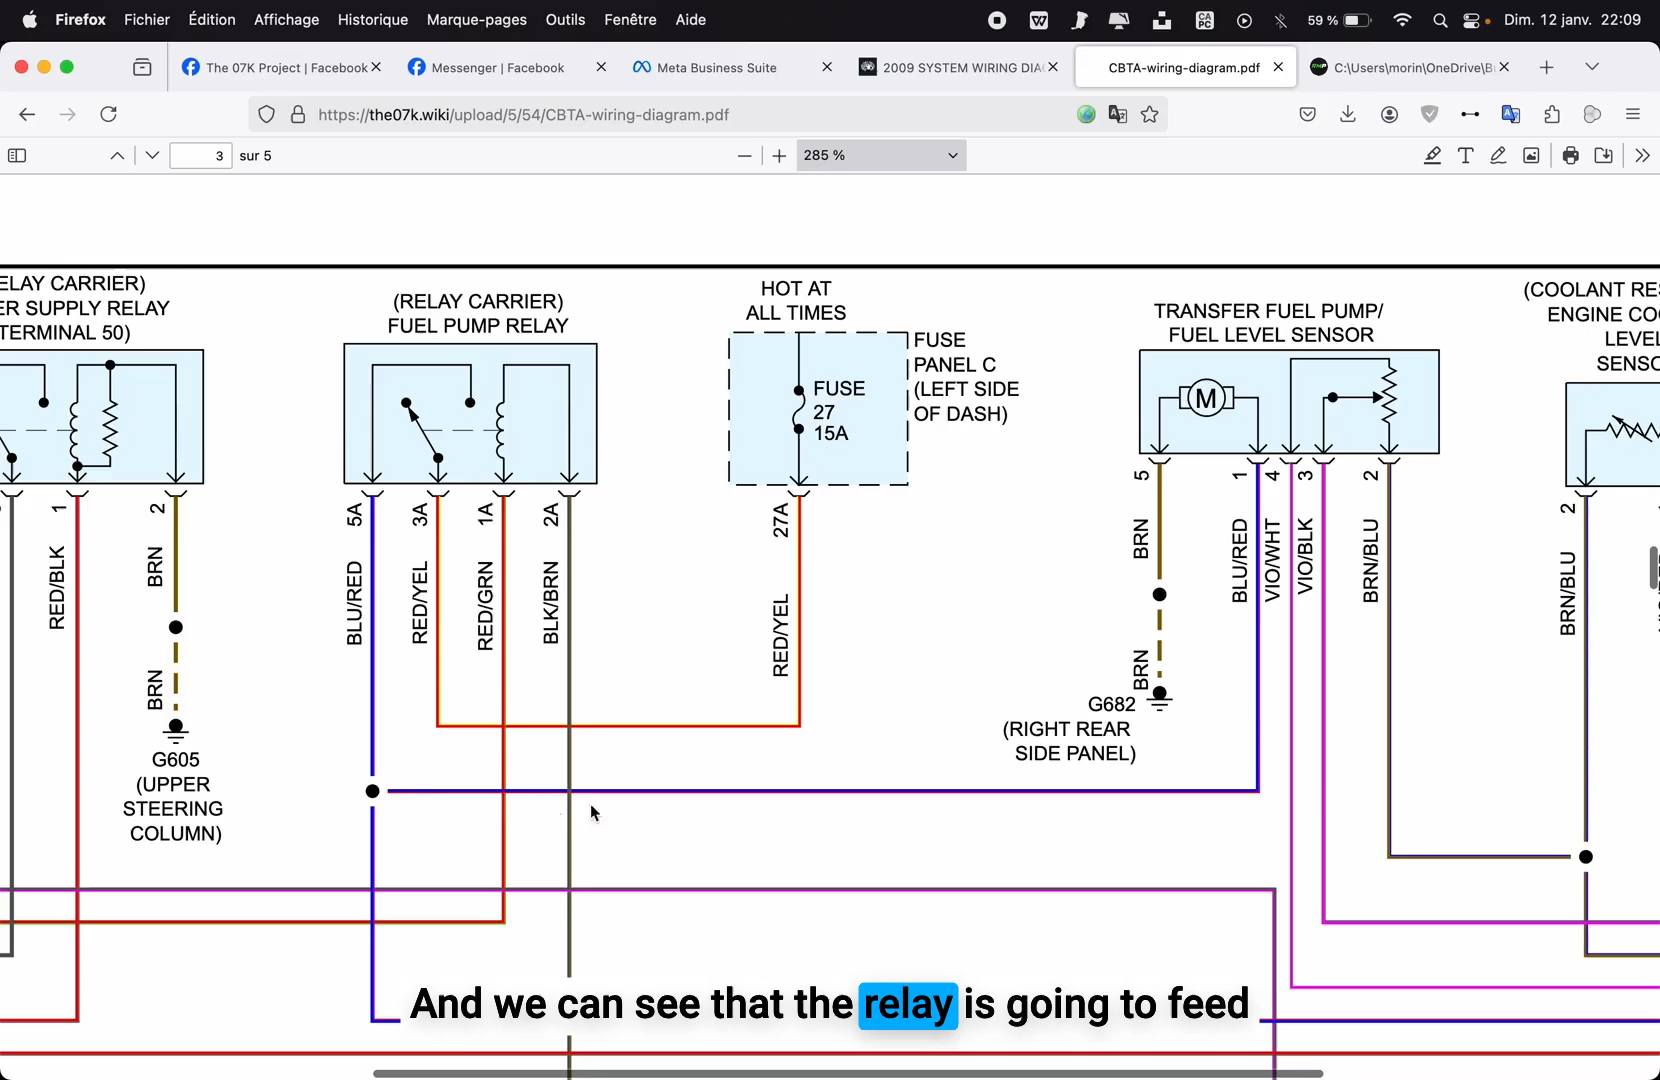 Firefox Fichier Édition Affichage Historique Marque-pages Outils Fenêtre Aide
CA PC 59 % Dim. 12 janv. 22:09
The 07K Project | Facebook
Messenger | Facebook
Meta Business Suite
2009 SYSTEM WIRING DIA
CBTA-wiring-diagram.pdf
C:\Users\morin\OneDrive\B
https://the07k.wiki/upload/5/54/CBTA-wiring-diagram.pdf
3 sur 5
285 %
ELAY CARRIER)
ER SUPPLY RELAY
TERMINAL 50)
(RELAY CARRIER)
FUEL PUMP RELAY
HOT AT
ALL TIMES
FUSE
27
15A
FUSE
PANEL C
(LEFT SIDE
OF DASH)
TRANSFER FUEL PUMP/
FUEL LEVEL SENSOR
M
(COOLANT RES
ENGINE COO
LEVEL
SENSO
1
2
5A
3A
1A
2A
27A
5
1
4
3
2
2
RED/BLK
BRN
BLU/RED
RED/YEL
RED/GRN
BLK/BRN
RED/YEL
BRN
BLU/RED
VIO/WHT
VIO/BLK
BRN/BLU
BRN/BLU
BRN
BRN
G605
(UPPER
STEERING
COLUMN)
G682
(RIGHT REAR
SIDE PANEL)
And we can see that the relay is going to feed